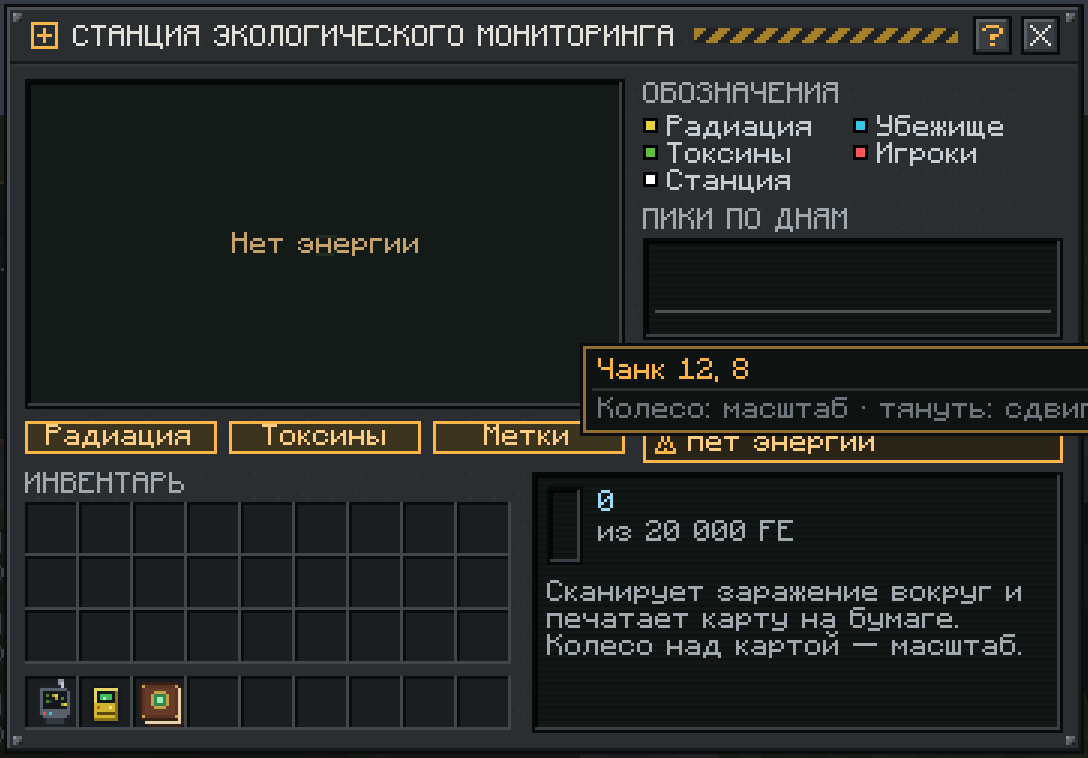 СТАНЦИЯ ЭКОЛОГИЧЕСКОГО МОНИТОРИНГА
?
ОБОЗНАЧЕНИЯ
Радиация
Убежище
Токсины
Игроки
Станция
ПИКИ ПО ДНЯМ
Нет энергии
Чанк 12, 8
Колесо: масштаб · тянуть: сдвиг
Нет энергии
Радиация
Токсины
Метки
ИНВЕНТАРЬ
0
из 20 000 FE
Сканирует заражение вокруг и
печатает карту на бумаге.
Колесо над картой — масштаб.